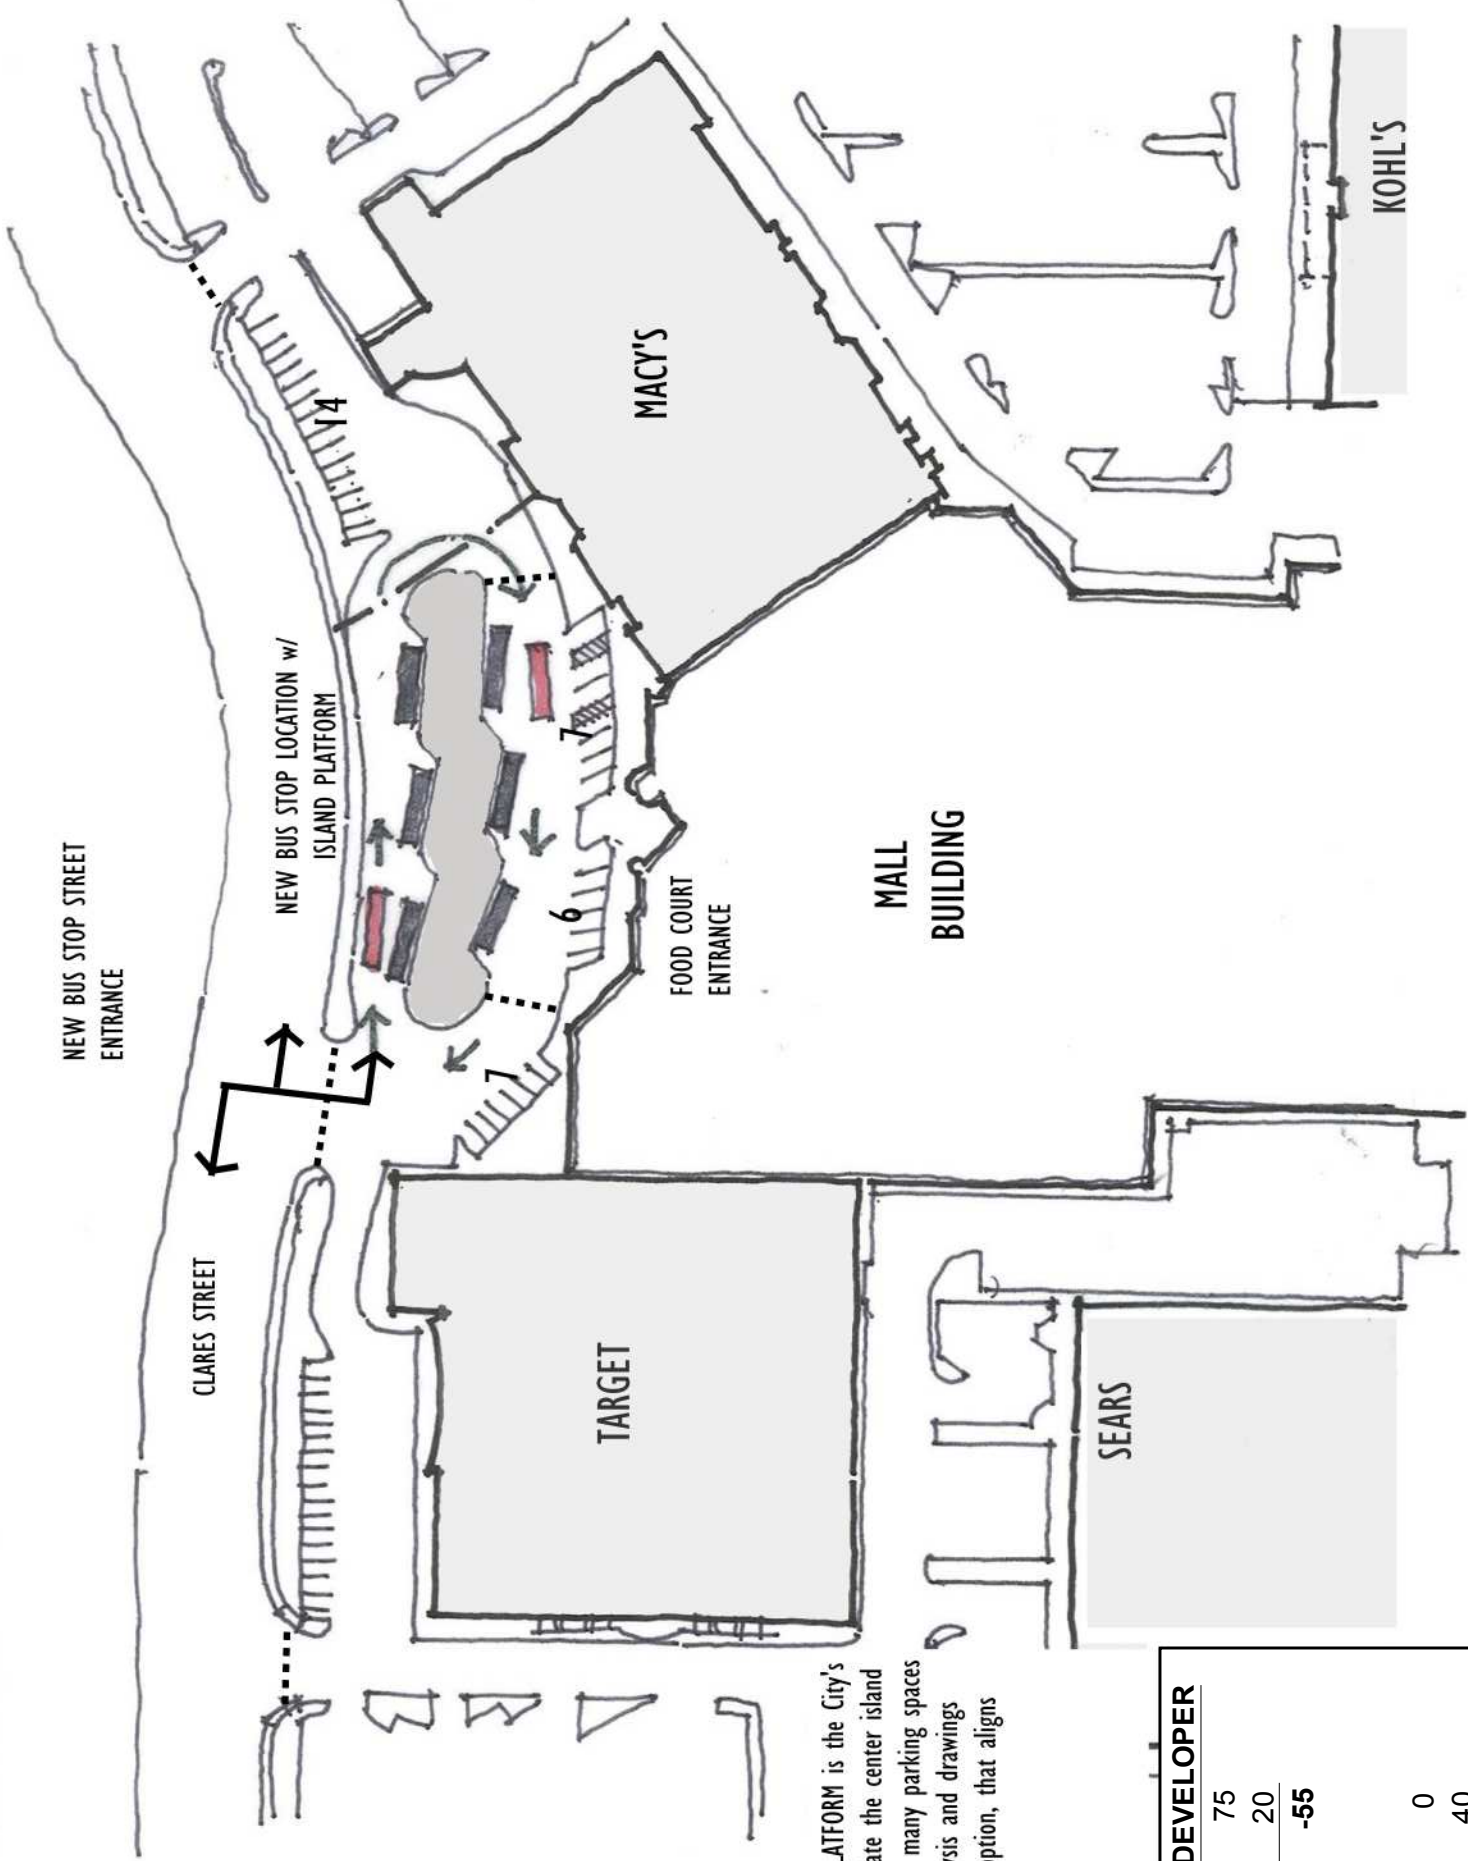 NEW BUS STOP STREET
ENTRANCE
CLARES STREET
NEW BUS STOP LOCATION w/
ISLAND PLATFORM
14
7
6
7
FOOD COURT
ENTRANCE
MACY'S
KOHL'S
MALL
BUILDING
TARGET
SEARS
LATFORM is the City's
ate the center island
many parking spaces
sis and drawings
ption, that aligns
DEVELOPER
75
20
-55
0
40